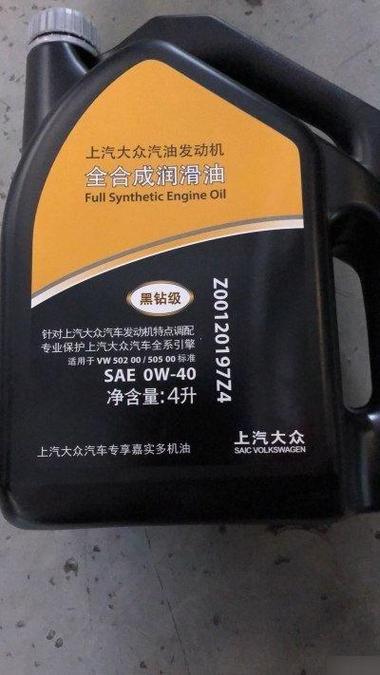 上汽大众汽油发动机
全合成润滑油
Full Synthetic Engine Oil
黑钻级
针对上汽大众汽车发动机特点调配
专业保护上汽大众汽车全系引擎
适用于 VW 502 00 / 505 00 标准
SAE 0W-40
净含量:4升
Z00120197Z4
上汽大众
SAIC VOLKSWAGEN
上汽大众汽车专享嘉实多机油